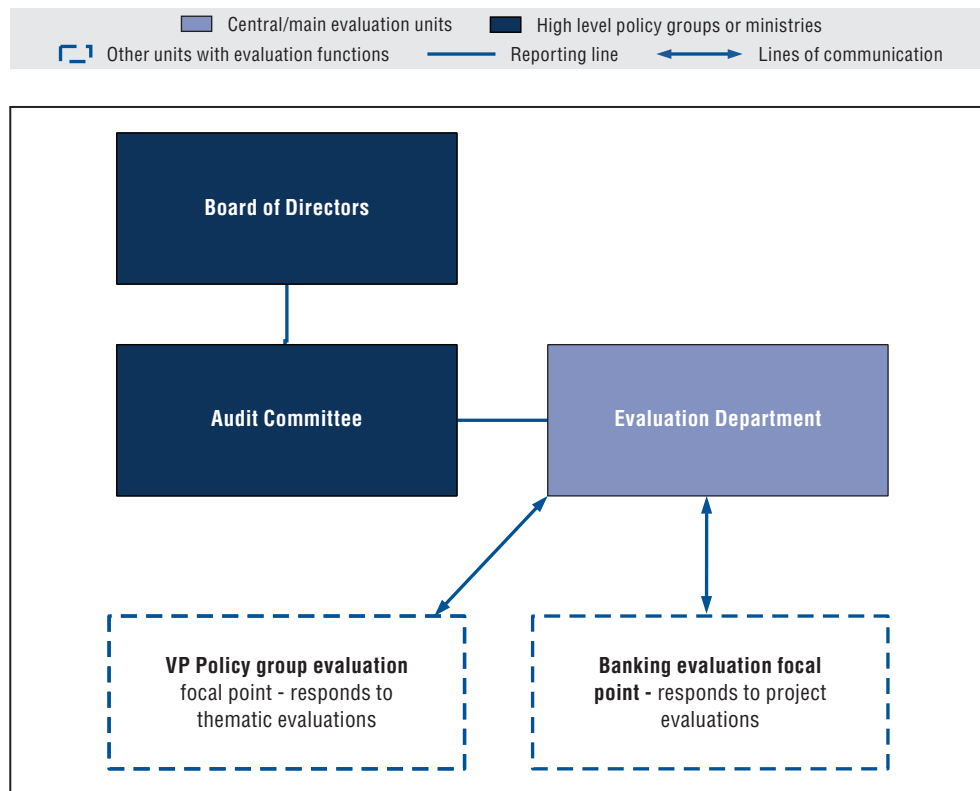 Central/main evaluation units High level policy groups or ministries
Other units with evaluation functions Reporting line Lines of communication
Board of Directors
Audit Committee
Evaluation Department
VP Policy group evaluation
focal point - responds to
thematic evaluations
Banking evaluation focal
point - responds to project
evaluations